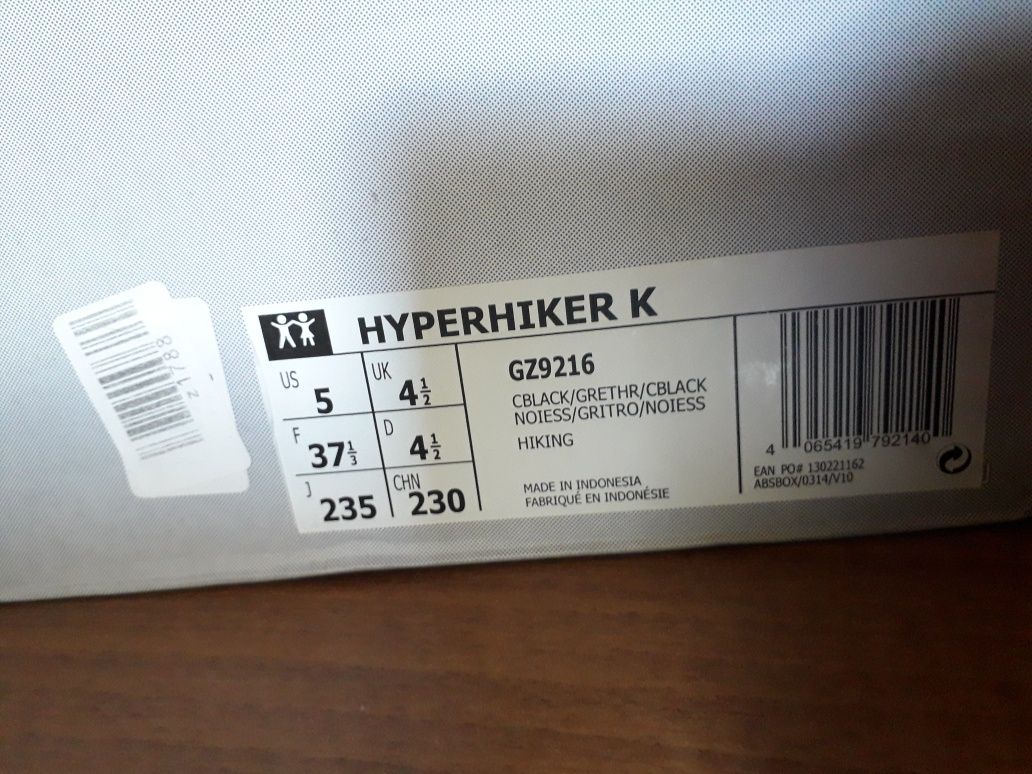 HYPERHIKER K
US 5
UK 4½
F 37⅓
D 4½
J 235
CHN 230
GZ9216
CBLACK/GRETHR/CBLACK
NOIESS/GRITRO/NOIESS
HIKING
MADE IN INDONESIA
FABRIQUÉ EN INDONÉSIE
4 065419 792140
EAN PO# 130221162
ABSBOX/0314/V10